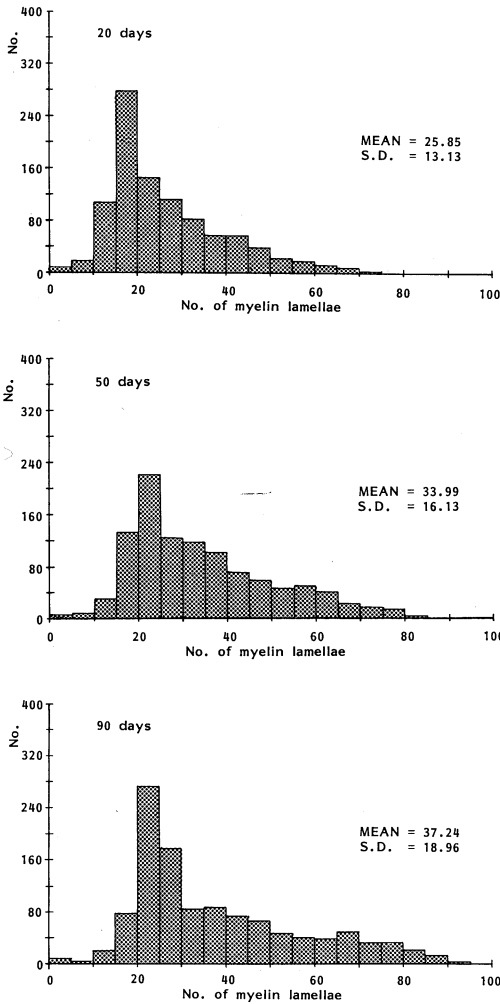 400
No.
20 days
320
240
MEAN = 25.85
S.D. = 13.13
160
80
0
0 20 40 60 80 100
No. of myelin lamellae
400
No.
50 days
320
240
MEAN = 33.99
S.D. = 16.13
160
80
0
0 20 40 60 80 100
No. of myelin lamellae
400
No.
90 days
320
240
MEAN = 37.24
S.D. = 18.96
160
80
0
0 20 40 60 80 100
No. of myelin lamellae